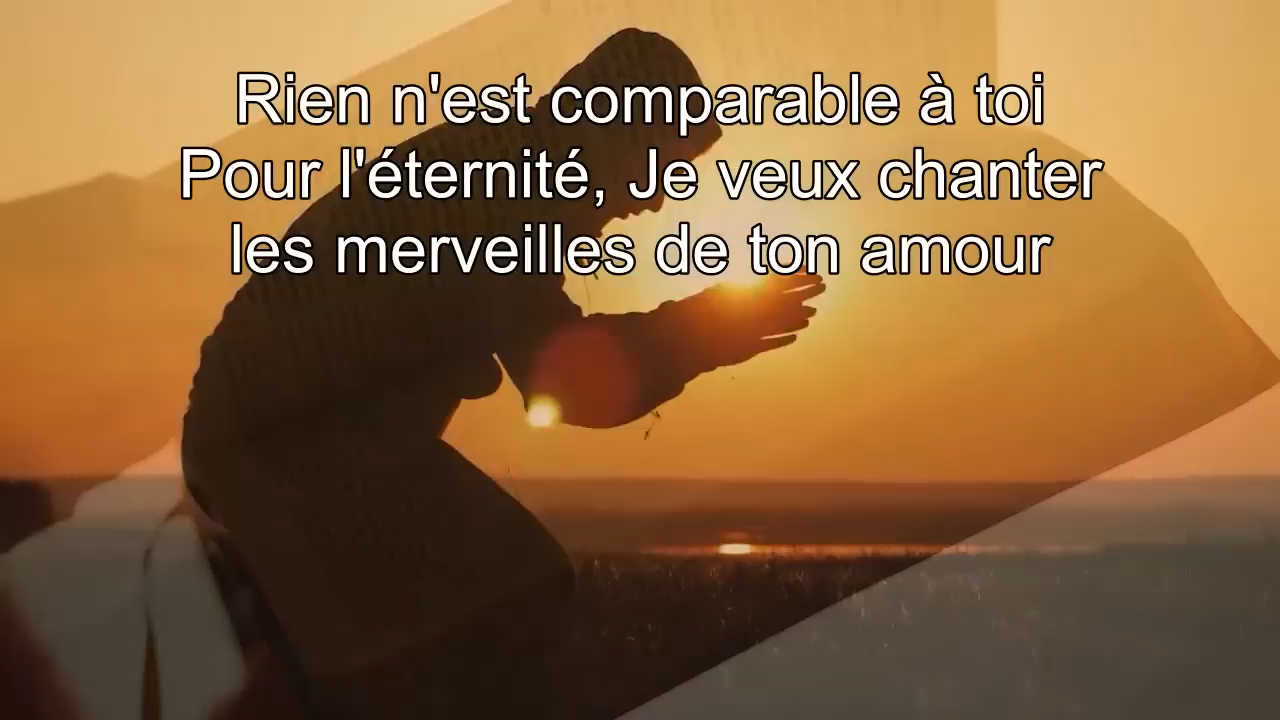 Rien n'est comparable à toi
Pour l'éternité, Je veux chanter
les merveilles de ton amour